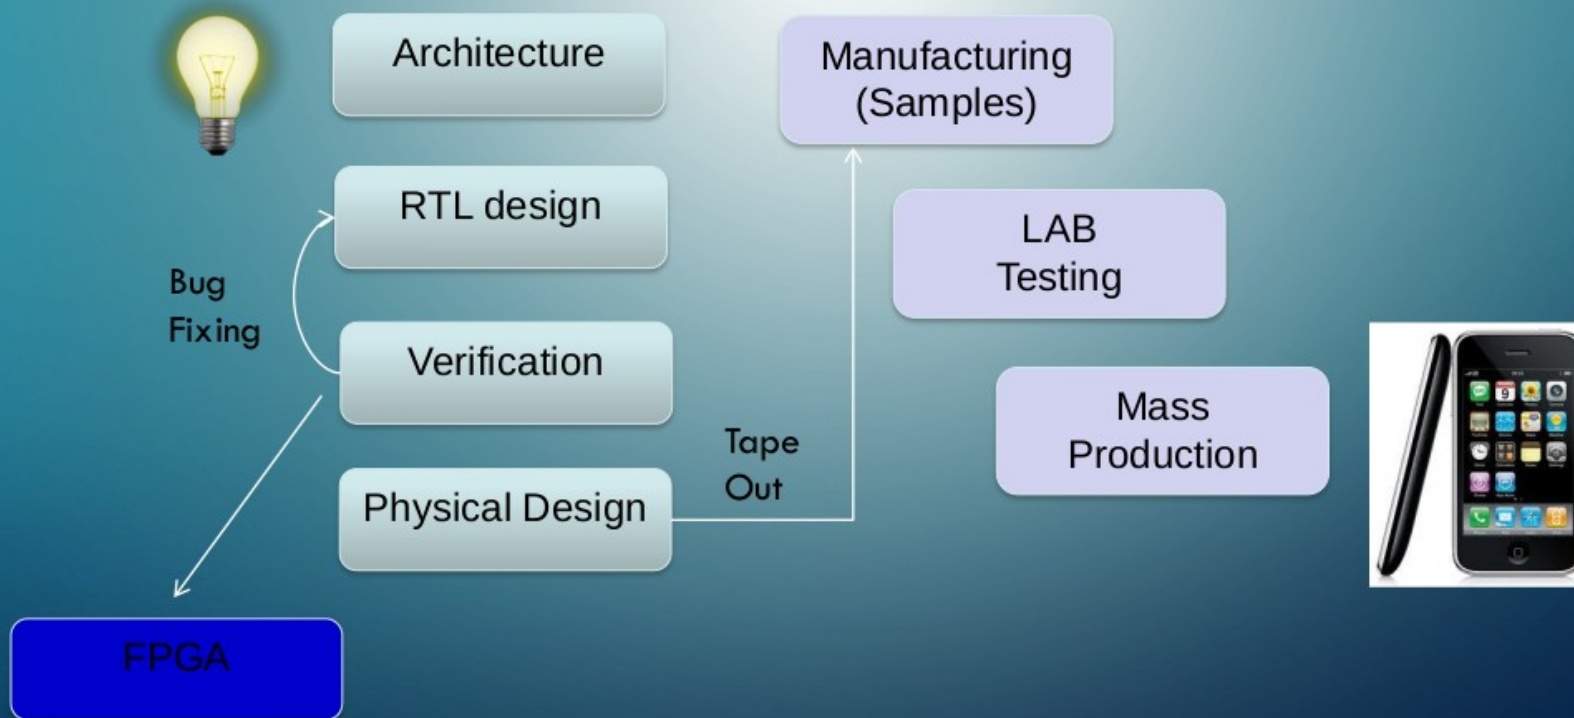 Architecture
RTL design
Bug
Fixing
Verification
Physical Design
FPGA
Tape
Out
Manufacturing
(Samples)
LAB
Testing
Mass
Production